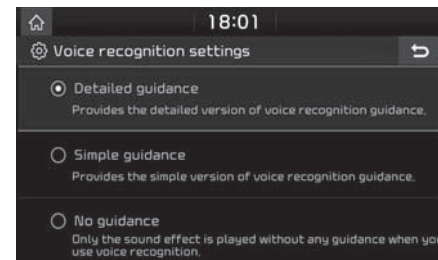 18:01
Voice recognition settings
Detailed guidance
Provides the detailed version of voice recognition guidance.
Simple guidance
Provides the simple version of voice recognition guidance.
No guidance
Only the sound effect is played without any guidance when you
use voice recognition.